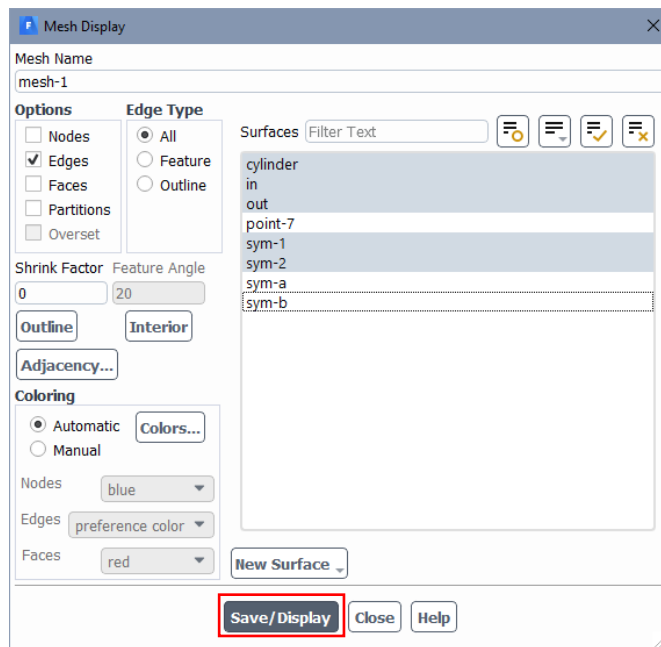 Mesh Display
Mesh Name
mesh-1
Options
Nodes
Edges
Faces
Partitions
Overset
Edge Type
All
Feature
Outline
Shrink Factor Feature Angle
0 20
Outline Interior
Adjacency...
Coloring
Automatic Colors...
Manual
Nodes blue
Edges preference color
Faces red
Surfaces Filter Text
cylinder
in
out
point-7
sym-1
sym-2
sym-a
sym-b
New Surface
Save/Display Close Help